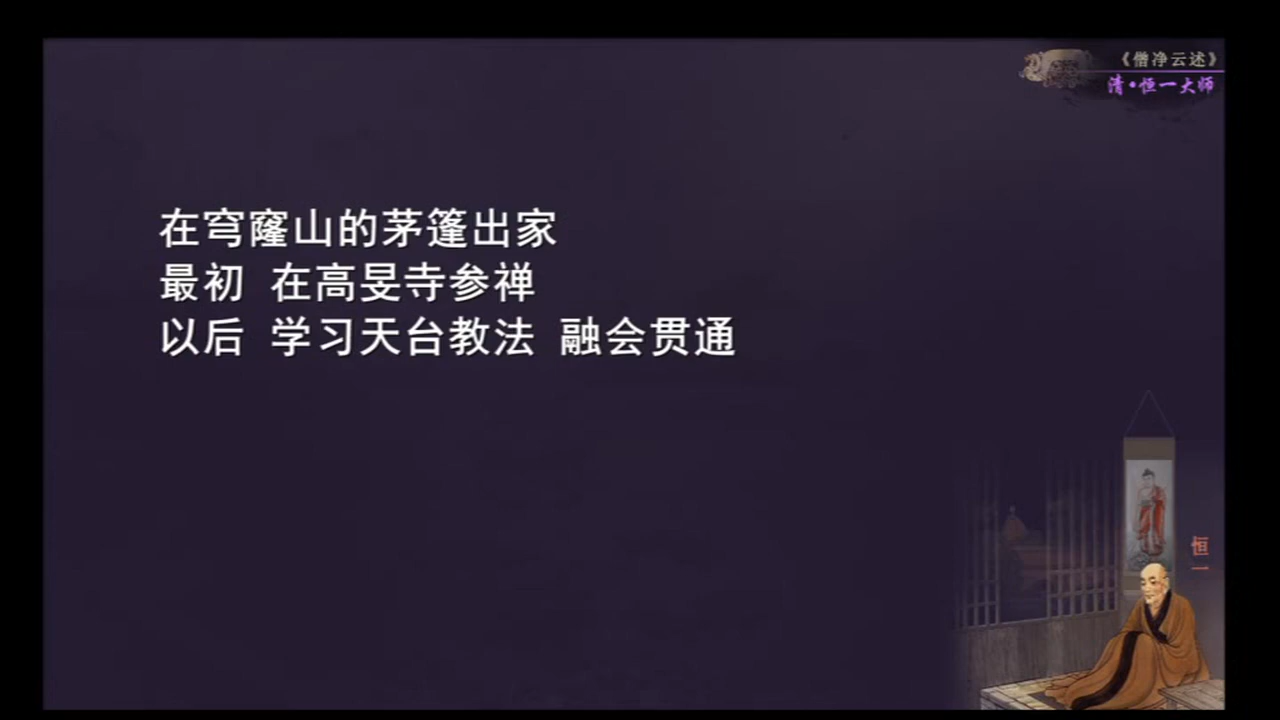 《僧净云述》
清·恒一大师
在穹窿山的茅篷出家
最初 在高旻寺参禅
以后 学习天台教法 融会贯通
恒一